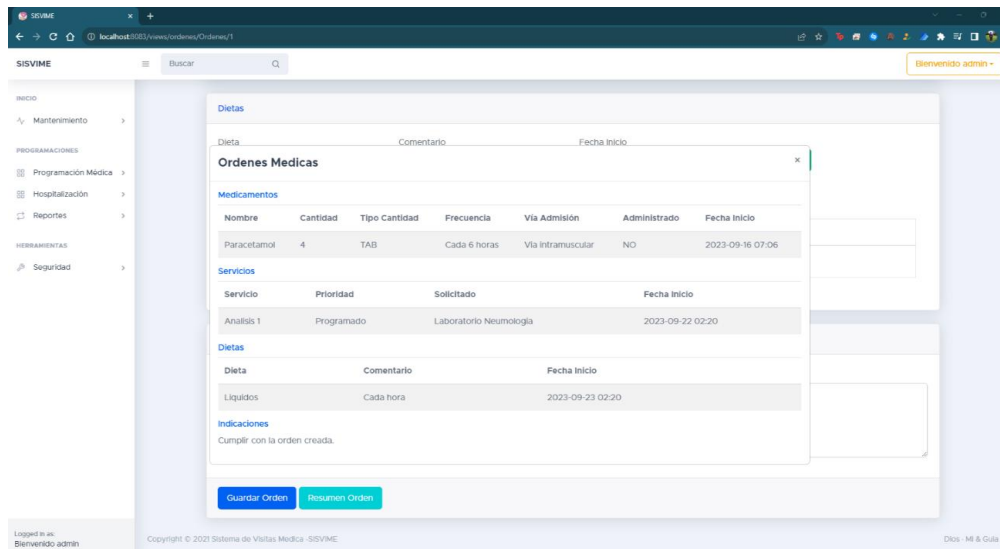 SISVIME
localhost:8083/views/ordenes/Ordenes/1
SISVIME
Buscar
Bienvenido admin
INICIO
Mantenimiento
PROGRAMACIONES
Programación Médica
Hospitalización
Reportes
HERRAMIENTAS
Seguridad
Logged in as:
Bienvenido admin
Dietas
Dieta Comentario Fecha Inicio
Ordenes Medicas ×
Medicamentos
Nombre Cantidad Tipo Cantidad Frecuencia Vía Admisión Administrado Fecha Inicio
Paracetamol 4 TAB Cada 6 horas Vía intramuscular NO 2023-09-16 07:06
Servicios
Servicio Prioridad Solicitado Fecha Inicio
Analisis 1 Programado Laboratorio Neumología 2023-09-22 02:20
Dietas
Dieta Comentario Fecha Inicio
Liquidos Cada hora 2023-09-23 02:20
Indicaciones
Cumplir con la orden creada.
Guardar Orden Resumen Orden
Copyright © 2021 Sistema de Visitas Medica -SISVIME
Dios · Mi & Guia